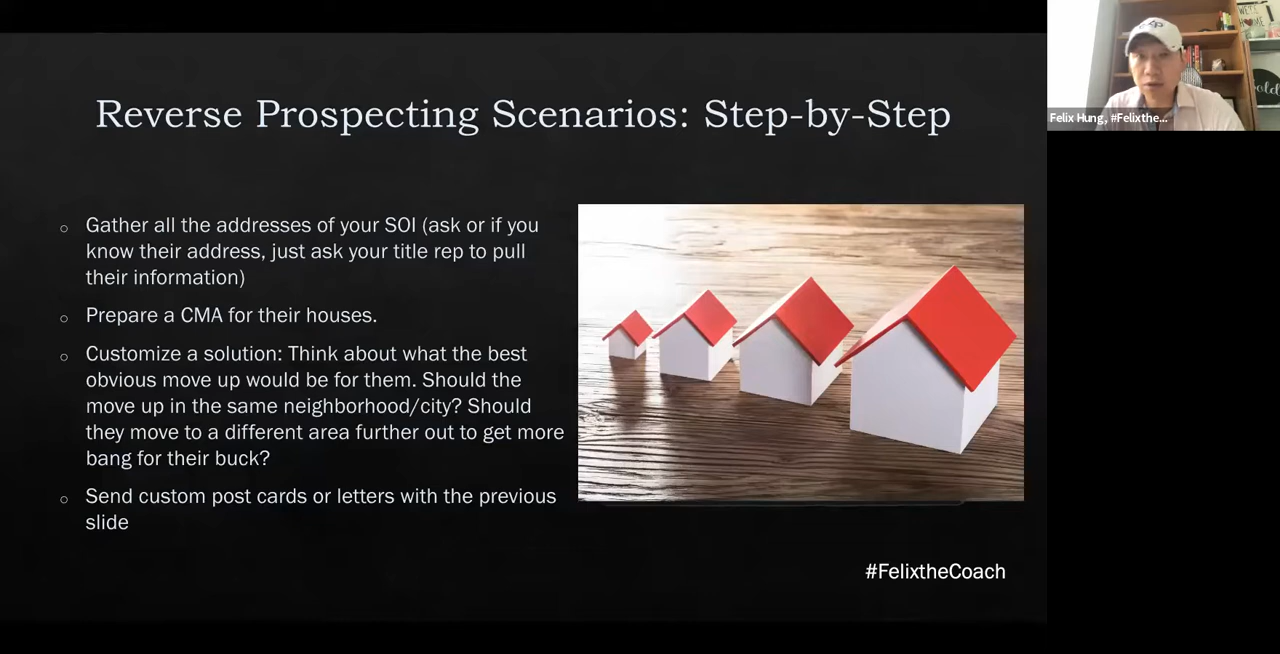 Reverse Prospecting Scenarios: Step-by-Step
Gather all the addresses of your SOI (ask or if you
know their address, just ask your title rep to pull
their information)
Prepare a CMA for their houses.
Customize a solution: Think about what the best
obvious move up would be for them. Should the
move up in the same neighborhood/city? Should
they move to a different area further out to get more
bang for their buck?
Send custom post cards or letters with the previous
slide
#FelixtheCoach
Felix Hung, #Felixthe...